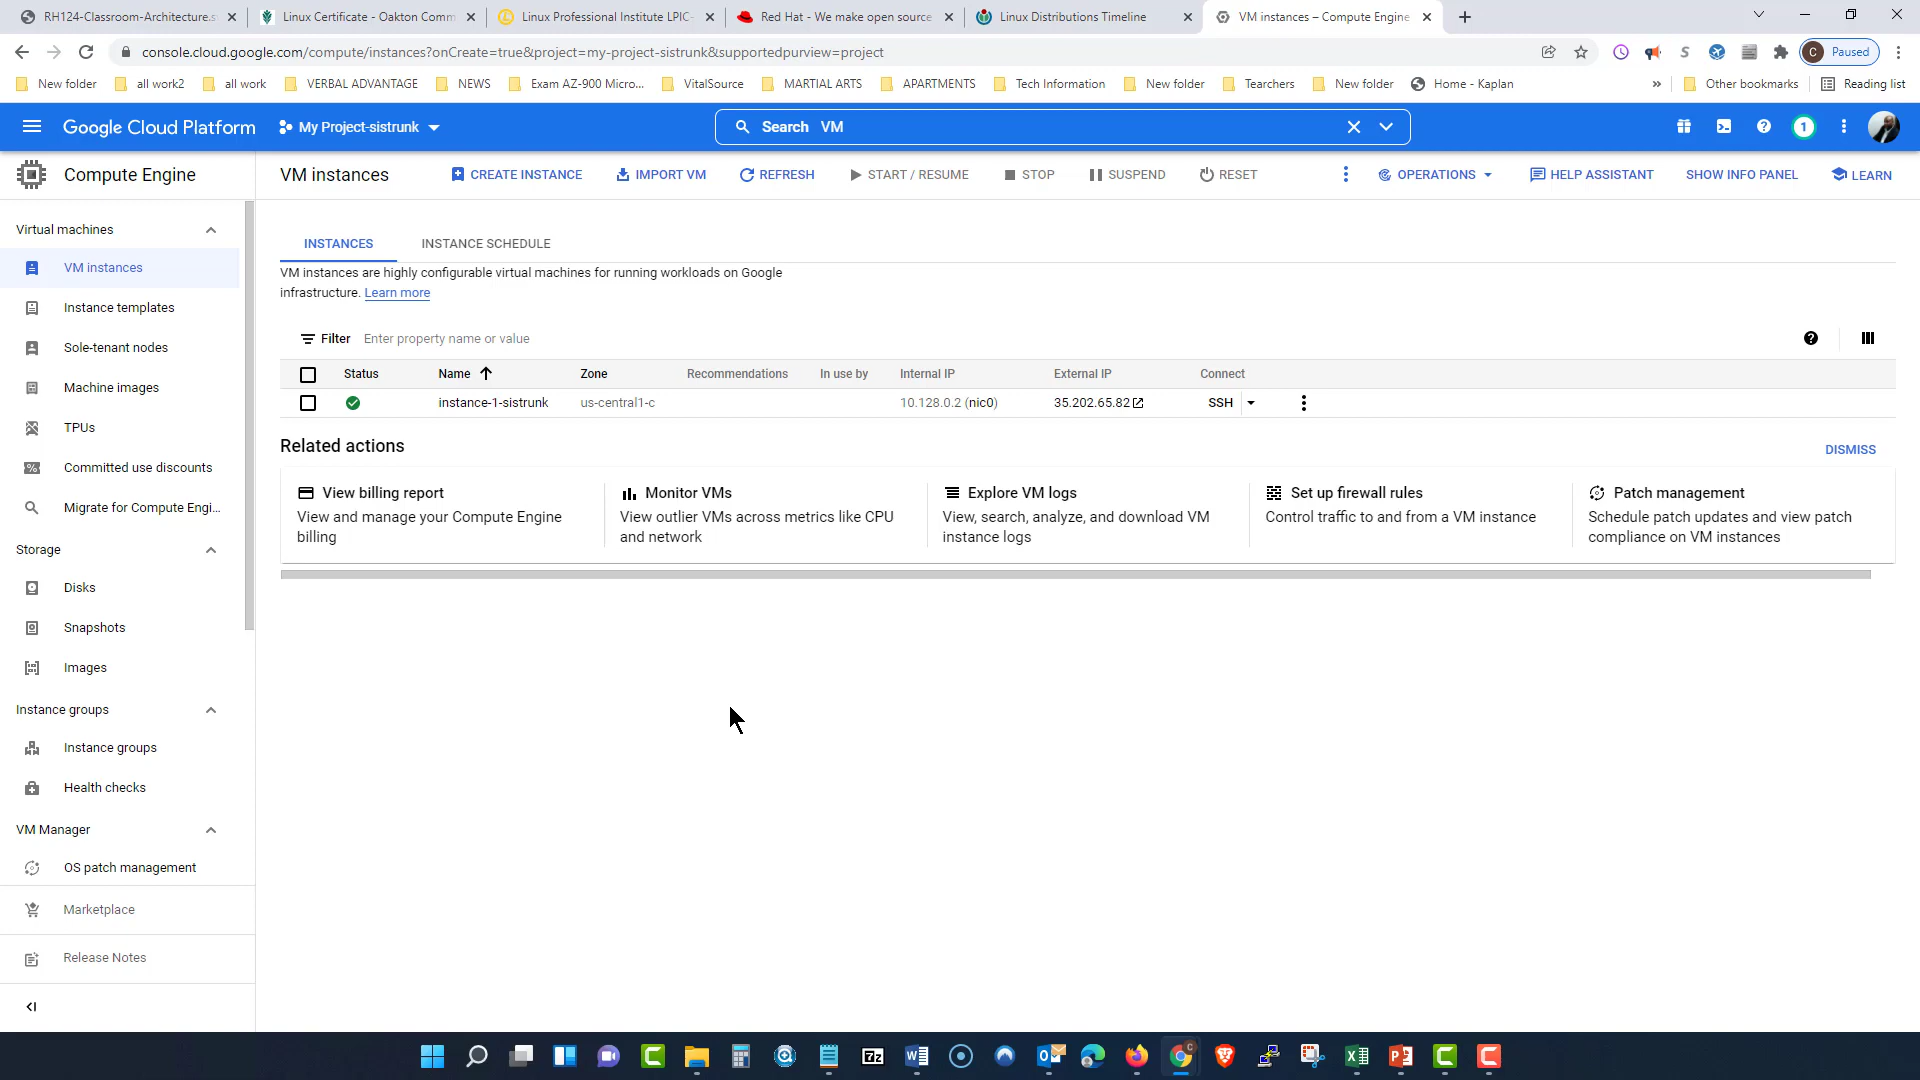 RH124-Classroom-Architecture.s
Linux Certificate - Oakton Comm
Linux Professional Institute LPIC-
Red Hat - We make open source
Linux Distributions Timeline
VM instances – Compute Engine
console.cloud.google.com/compute/instances?onCreate=true&project=my-project-sistrunk&supportedpurview=project
S
C
Paused
New folder
all work2
all work
VERBAL ADVANTAGE
NEWS
Exam AZ-900 Micro...
VitalSource
MARTIAL ARTS
APARTMENTS
Tech Information
New folder
Tearchers
New folder
Home - Kaplan
»
Other bookmarks
Reading list
Google Cloud Platform
My Project-sistrunk
Search VM
1
Compute Engine
VM instances
CREATE INSTANCE
IMPORT VM
REFRESH
START / RESUME
STOP
SUSPEND
RESET
OPERATIONS
HELP ASSISTANT
SHOW INFO PANEL
LEARN
Virtual machines
VM instances
Instance templates
Sole-tenant nodes
Machine images
TPUs
Committed use discounts
Migrate for Compute Engi...
Storage
Disks
Snapshots
Images
Instance groups
Instance groups
Health checks
VM Manager
OS patch management
Marketplace
Release Notes
INSTANCES
INSTANCE SCHEDULE
VM instances are highly configurable virtual machines for running workloads on Google
infrastructure. Learn more
Filter Enter property name or value
Status Name Zone Recommendations In use by Internal IP External IP Connect
instance-1-sistrunk us-central1-c 10.128.0.2 (nic0) 35.202.65.82 SSH
Related actions
DISMISS
View billing report
View and manage your Compute Engine
billing
Monitor VMs
View outlier VMs across metrics like CPU
and network
Explore VM logs
View, search, analyze, and download VM
instance logs
Set up firewall rules
Control traffic to and from a VM instance
Patch management
Schedule patch updates and view patch
compliance on VM instances